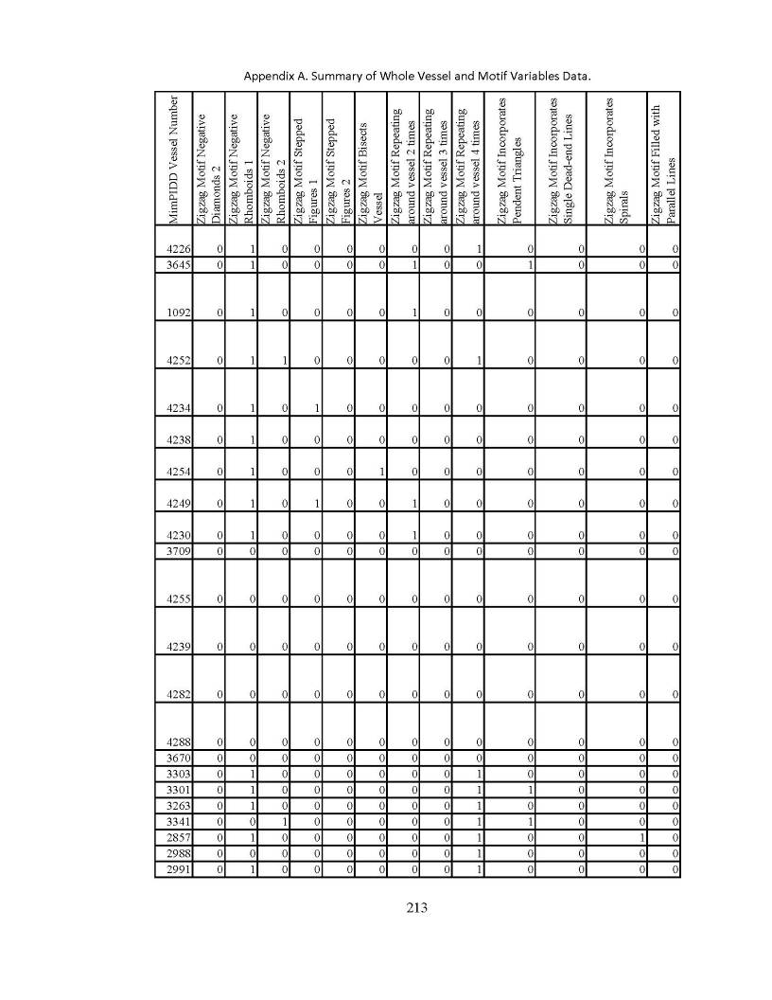 Appendix A. Summary of Whole Vessel and Motif Variables Data.
MimPIDD Vessel Number
Zigzag Motif Negative
Diamonds 2
Zigzag Motif Negative
Rhomboids 1
Zigzag Motif Negative
Rhomboids 2
Zigzag Motif Stepped
Figures 1
Zigzag Motif Stepped
Figures 2
Zigzag Motif Bisects
Vessel
Zigzag Motif Repeating
around vessel 2 times
Zigzag Motif Repeating
around vessel 3 times
Zigzag Motif Repeating
around vessel 4 times
Zigzag Motif Incorporates
Pendent Triangles
Zigzag Motif Incorporates
Single Dead-end Lines
Zigzag Motif Incorporates
Spirals
Zigzag Motif Filled with
Parallel Lines
4226 0 1 0 0 0 0 0 0 1 0 0 0 0
3645 0 1 0 0 0 0 1 0 0 1 0 0 0
1092 0 1 0 0 0 0 1 0 0 0 0 0 0
4252 0 1 1 0 0 0 0 0 1 0 0 0 0
4234 0 1 0 1 0 0 0 0 0 0 0 0 0
4238 0 1 0 0 0 0 0 0 0 0 0 0 0
4254 0 1 0 0 0 1 0 0 0 0 0 0 0
4249 0 1 0 1 0 0 1 0 0 0 0 0 0
4230 0 1 0 0 0 0 1 0 0 0 0 0 0
3709 0 0 0 0 0 0 0 0 0 0 0 0 0
4255 0 0 0 0 0 0 0 0 0 0 0 0 0
4239 0 0 0 0 0 0 0 0 0 0 0 0 0
4282 0 0 0 0 0 0 0 0 0 0 0 0 0
4288 0 0 0 0 0 0 0 0 0 0 0 0 0
3670 0 0 0 0 0 0 0 0 0 0 0 0 0
3303 0 1 0 0 0 0 0 0 1 0 0 0 0
3301 0 1 0 0 0 0 0 0 1 1 0 0 0
3263 0 1 0 0 0 0 0 0 1 0 0 0 0
3341 0 0 1 0 0 0 0 0 1 1 0 0 0
2857 0 1 0 0 0 0 0 0 1 0 0 1 0
2988 0 0 0 0 0 0 0 0 1 0 0 0 0
2991 0 1 0 0 0 0 0 0 1 0 0 0 0
213